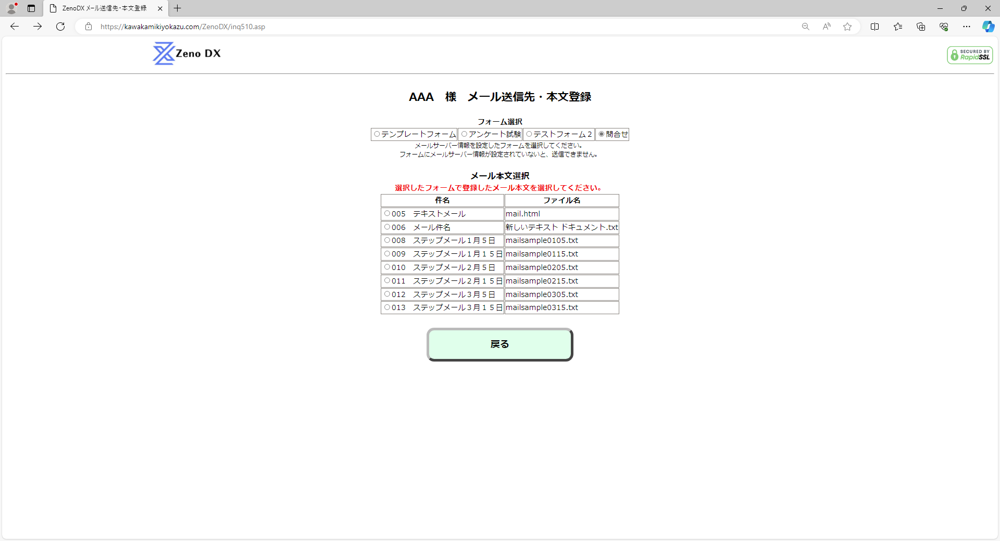 ZenoDX メール送信先・本文登録
https://kawakamikiyokazu.com/ZenoDX/inq510.asp
Zeno DX
SECURED BY
RapidSSL
AAA　様　メール送信先・本文登録
フォーム選択
テンプレートフォーム アンケート試験 テストフォーム２ 問合せ
メールサーバー情報を設定したフォームを選択してください。
フォームにメールサーバー情報が設定されていないと、送信できません。
メール本文選択
選択したフォームで登録したメール本文を選択してください。
件名 ファイル名
005　テキストメール mail.html
006　メール件名 新しいテキスト ドキュメント.txt
008　ステップメール１月５日 mailsample0105.txt
009　ステップメール１月１５日 mailsample0115.txt
010　ステップメール２月５日 mailsample0205.txt
011　ステップメール２月１５日 mailsample0215.txt
012　ステップメール３月５日 mailsample0305.txt
013　ステップメール３月１５日 mailsample0315.txt
戻る